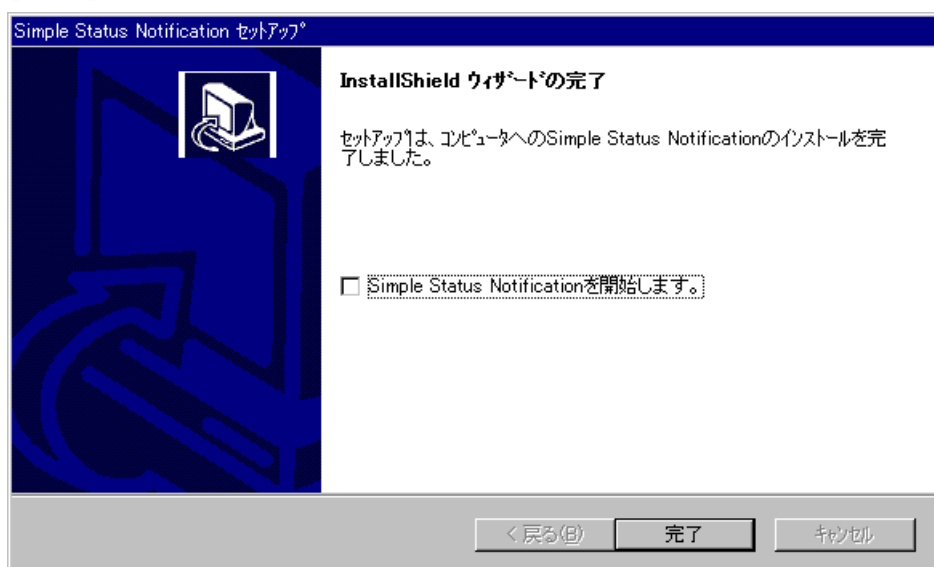 Simple Status Notification ｾｯﾄｱｯﾌﾟ
InstallShield ｳｨｻﾞｰﾄﾞの完了
ｾｯﾄｱｯﾌﾟは、ｺﾝﾋﾟｭｰﾀへのSimple Status Notificationのｲﾝｽﾄｰﾙを完
了しました。
Simple Status Notificationを開始します。
< 戻る(B)
完了
ｷｬﾝｾﾙ